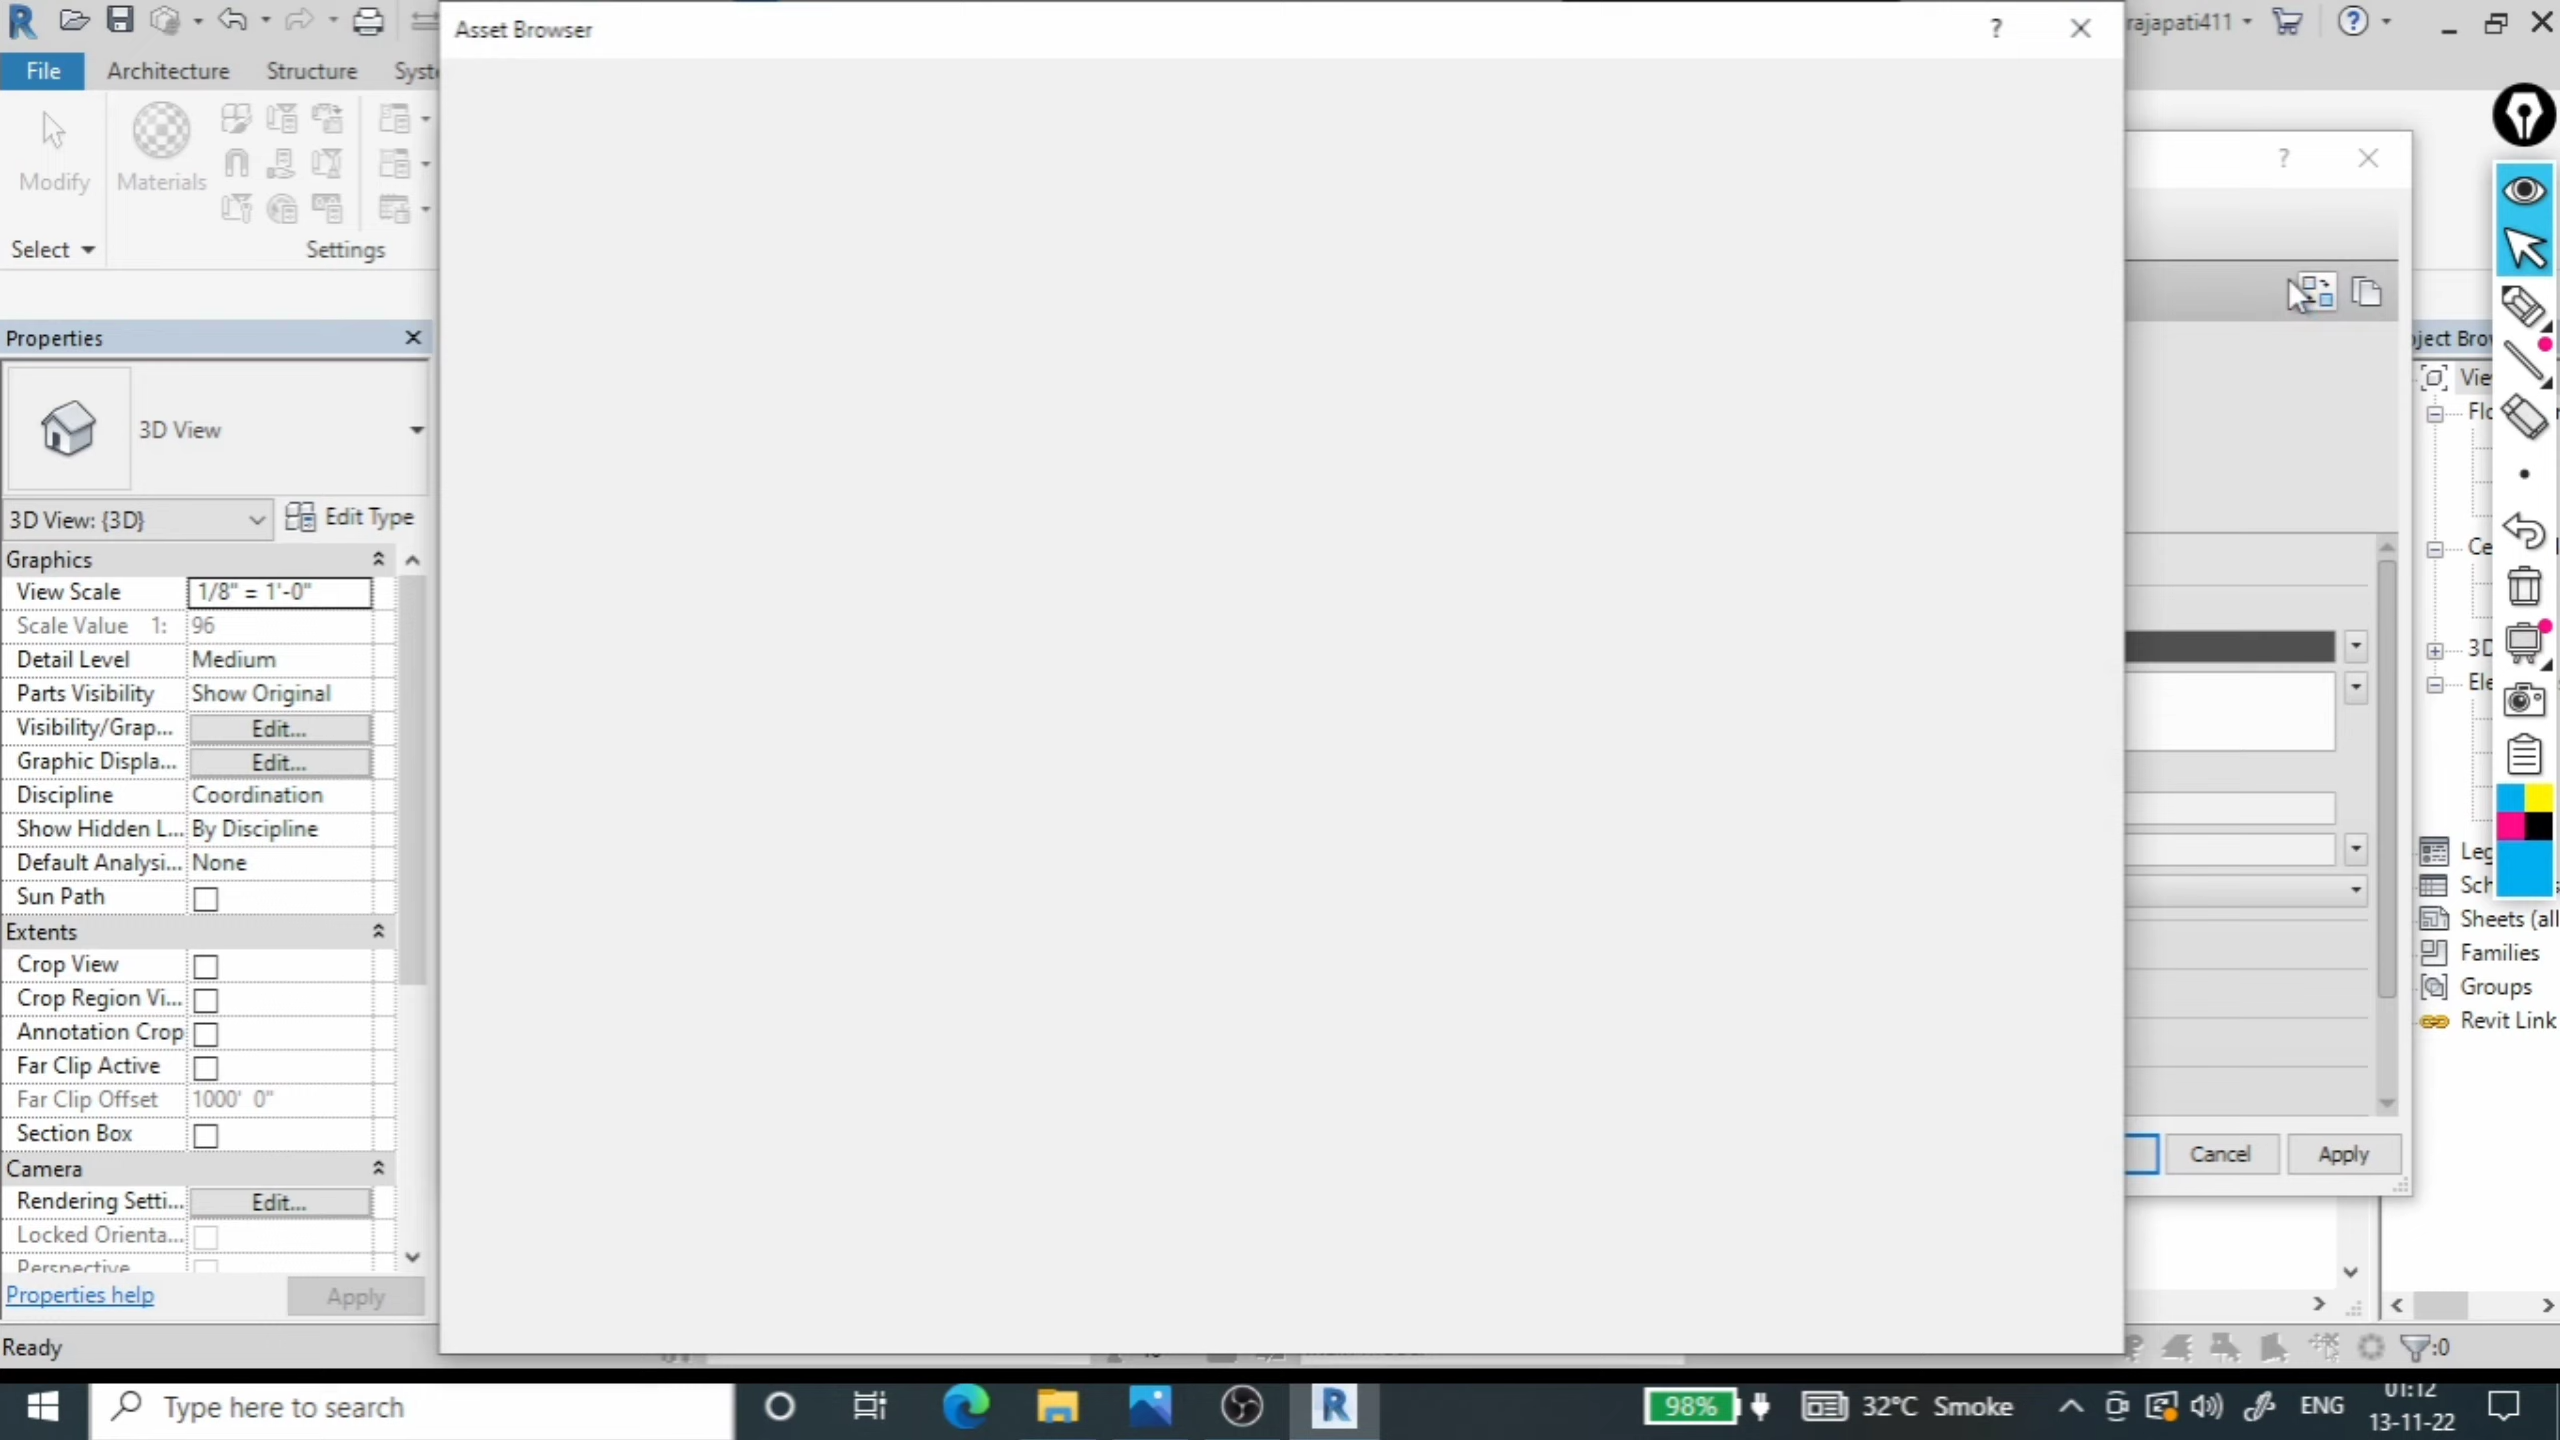 Asset Browser
rajapati411
File
Architecture
Structure
Modify
Materials
Select
Settings
Properties
3D View
3D View: {3D}
Edit Type
Graphics
View Scale 1/8" = 1'-0"
Scale Value 1: 96
Detail Level Medium
Parts Visibility Show Original
Visibility/Grap... Edit...
Graphic Displa... Edit...
Discipline Coordination
Show Hidden L... By Discipline
Default Analysi... None
Sun Path
Extents
Crop View
Crop Region Vi...
Annotation Crop
Far Clip Active
Far Clip Offset 1000' 0"
Section Box
Camera
Rendering Setti... Edit...
Locked Orienta...
Perspective
Properties help
Apply
Ready
Cancel
Apply
Sheets (all
Families
Groups
Revit Link
:0
Type here to search
98%
32°C Smoke
ENG
01:12
13-11-22